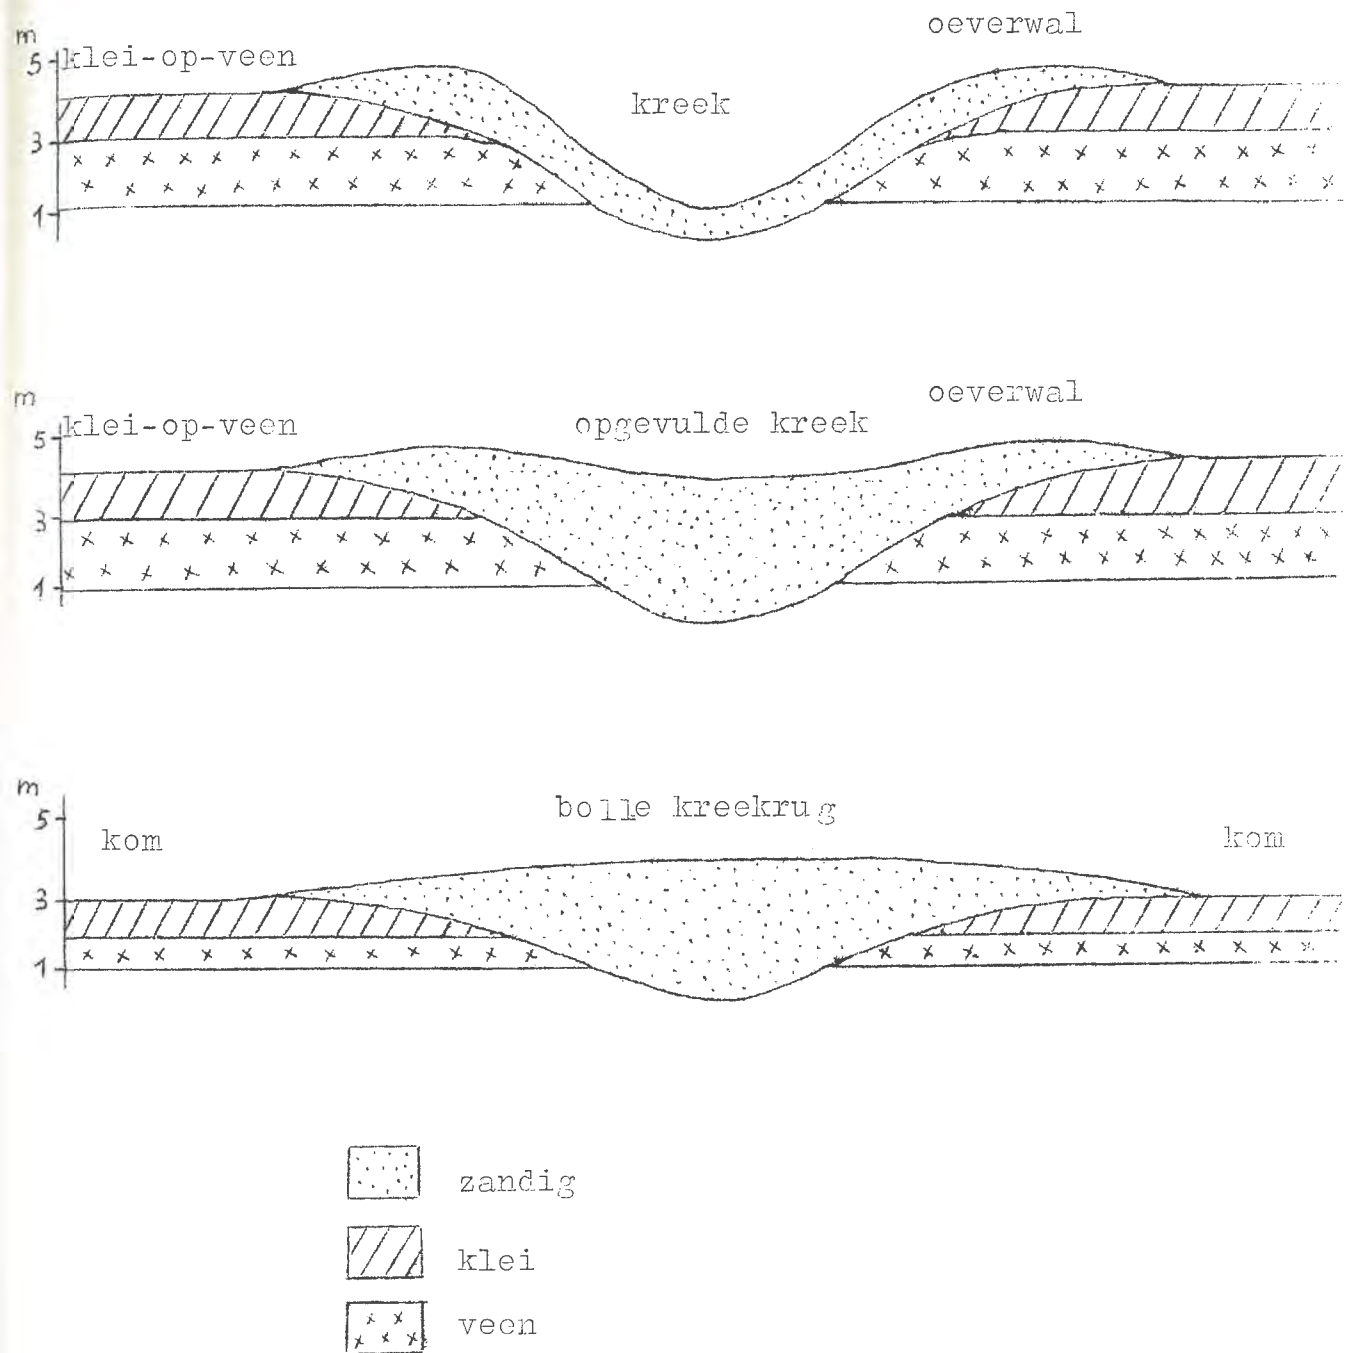 oeverwal
m
5 klei-op-veen
kreek
3
1
oeverwal
m
klei-op-veen
opgevulde kreek
5
3
1
m
bolle kreekrug
5
kom
kom
3
1
zandig
klei
veen